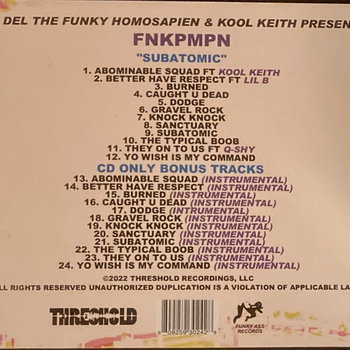 DEL THE FUNKY HOMOSAPIEN & KOOL KEITH PRESEN
FNKPMPN
"SUBATOMIC"
1. ABOMINABLE SQUAD FT KOOL KEITH
2. BETTER HAVE RESPECT FT LIL B
3. BURNED
4. CAUGHT U DEAD
5. DODGE
6. GRAVEL ROCK
7. KNOCK KNOCK
8. SANCTUARY
9. SUBATOMIC
10. THE TYPICAL BOOB
11. THEY ON TO US FT Q-SHY
12. YO WISH IS MY COMMAND
CD ONLY BONUS TRACKS
13. ABOMINABLE SQUAD (INSTRUMENTAL)
14. BETTER HAVE RESPECT (INSTRUMENTAL)
15. BURNED (INSTRUMENTAL)
16. CAUGHT U DEAD (INSTRUMENTAL)
17. DODGE (INTRUMENTAL)
18. GRAVEL ROCK (INSTRUMENTAL)
19. KNOCK KNOCK (INSTRUMENTAL)
20. SANCTUARY (INSTRUMENTAL)
21. SUBATOMIC (INSTRUMENTAL)
22. THE TYPICAL BOOB (INSTRUMENTAL)
23. THEY ON TO US (INSTRUMENTAL)
24. YO WISH IS MY COMMAND (INSTRUMENTAL)
©2022 THRESHOLD RECORDINGS, LLC
ALL RIGHTS RESERVED UNAUTHORIZED DUPLICATION IS A VIOLATION OF APPLICABLE LA
THRESHOLD
8 09259 30242
FUNKY ASS
RECORDS